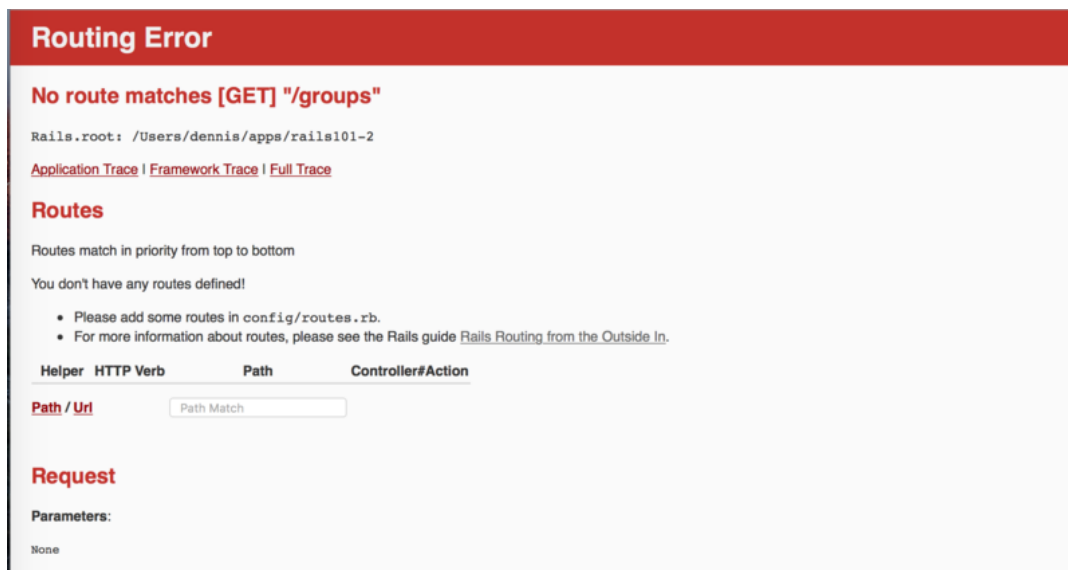 Routing Error
No route matches [GET] "/groups"
Rails.root: /Users/dennis/apps/rails101-2
Application Trace | Framework Trace | Full Trace
Routes
Routes match in priority from top to bottom
You don't have any routes defined!
• Please add some routes in config/routes.rb.
• For more information about routes, please see the Rails guide Rails Routing from the Outside In.
Helper HTTP Verb Path Controller#Action
Path / Url Path Match
Request
Parameters:
None